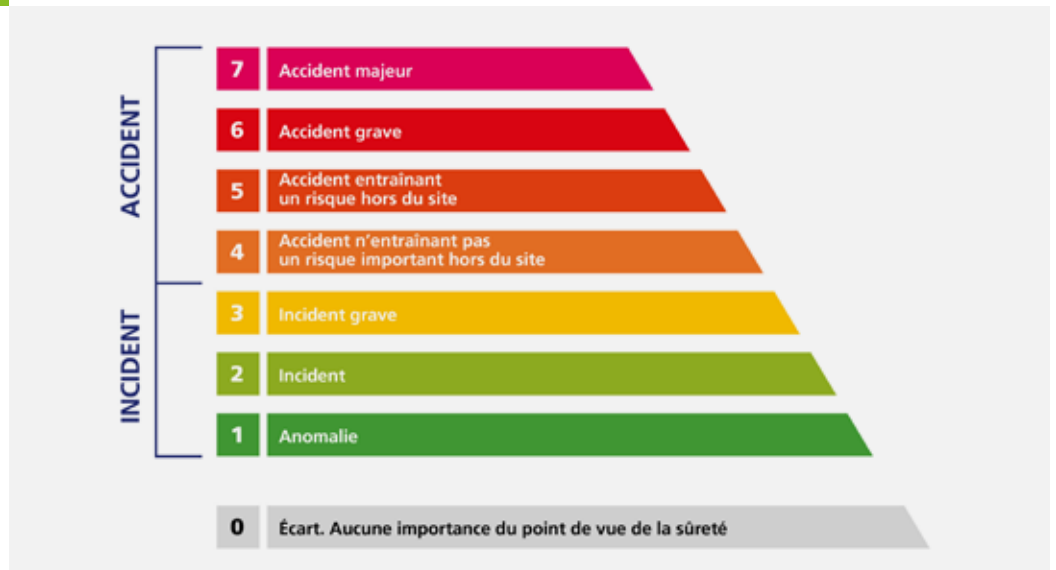 ACCIDENT
7 Accident majeur
6 Accident grave
5 Accident entraînant
un risque hors du site
4 Accident n'entraînant pas
un risque important hors du site
INCIDENT
3 Incident grave
2 Incident
1 Anomalie
0 Écart. Aucune importance du point de vue de la sûreté